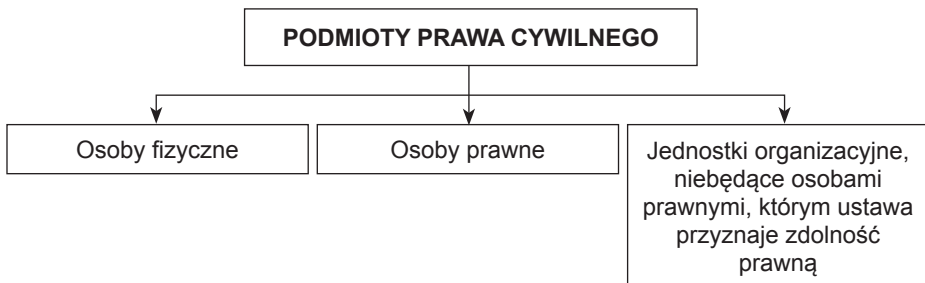 PODMIOTY PRAWA CYWILNEGO
Osoby fizyczne
Osoby prawne
Jednostki organizacyjne,
niebędące osobami
prawnymi, którym ustawa
przyznaje zdolność
prawną